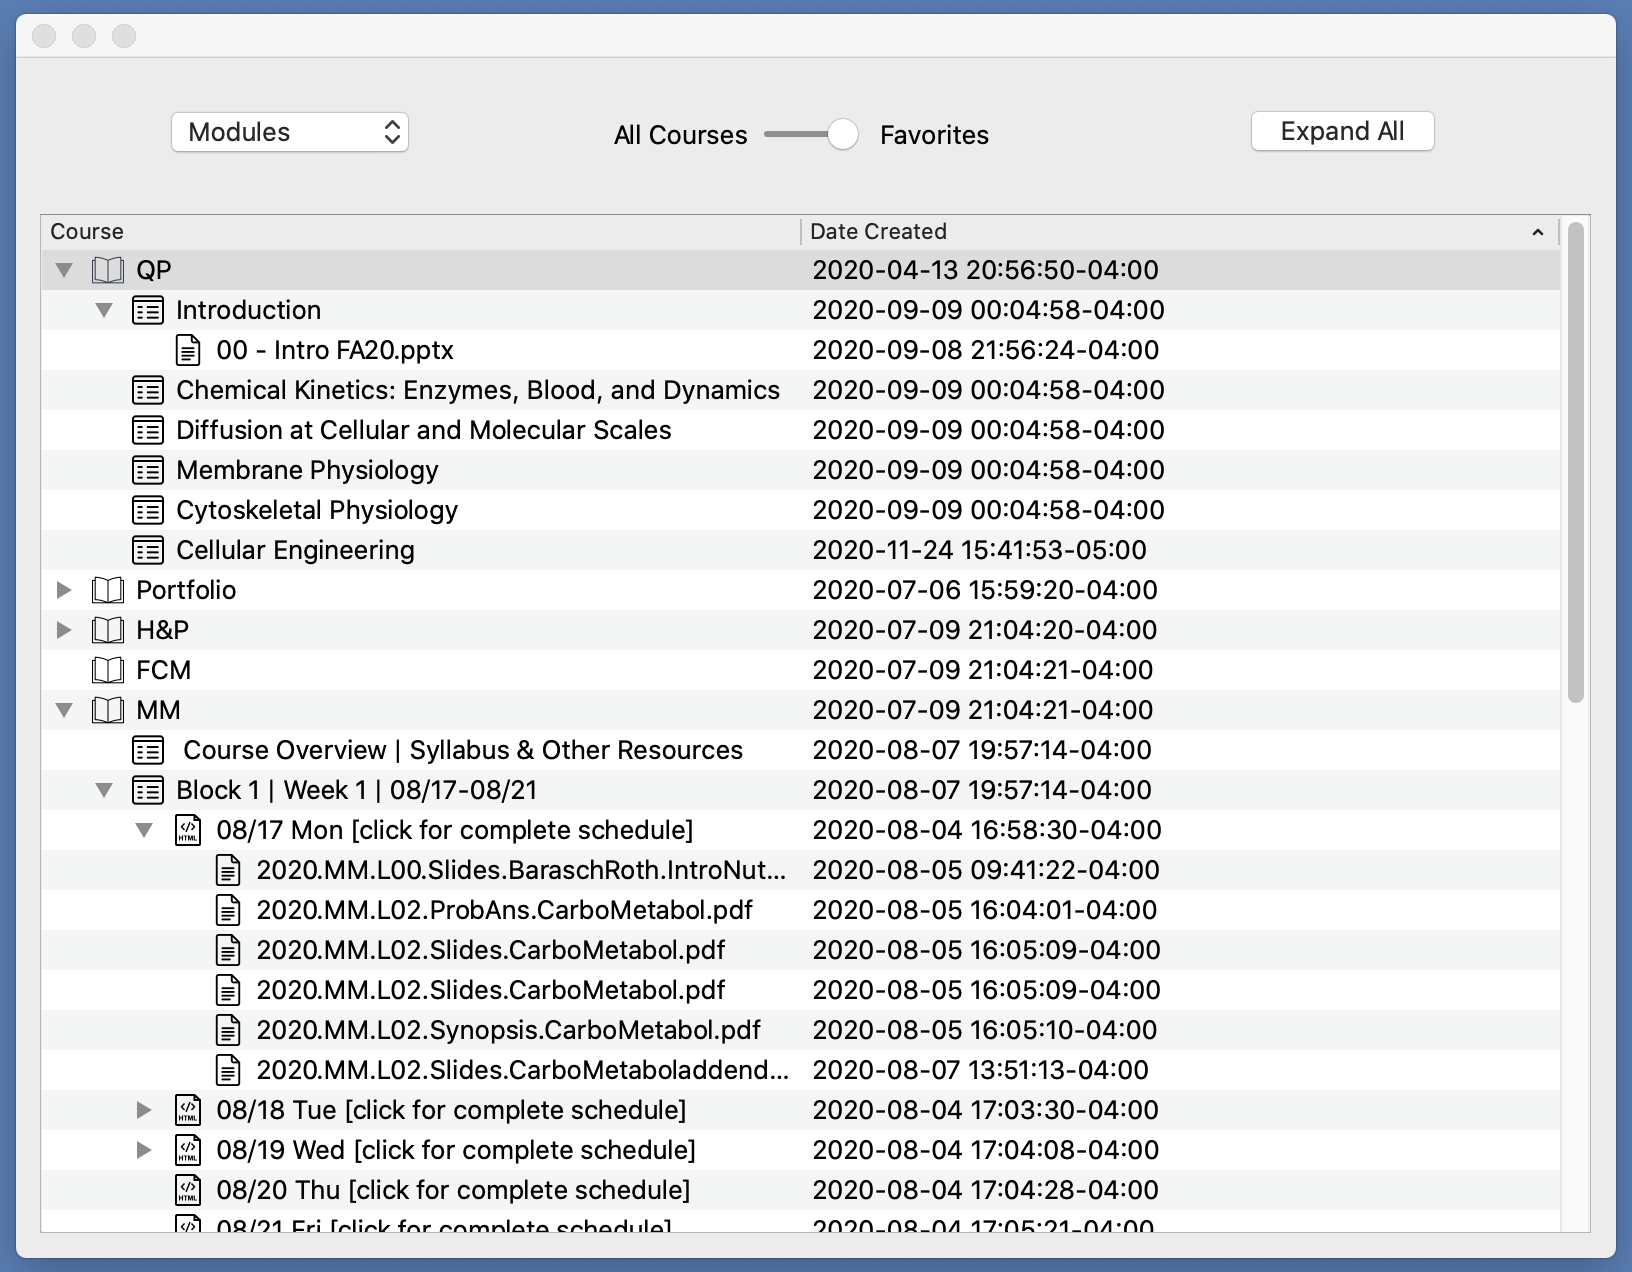 Modules
All Courses Favorites
Expand All
Course Date Created
QP 2020-04-13 20:56:50-04:00
Introduction 2020-09-09 00:04:58-04:00
00 - Intro FA20.pptx 2020-09-08 21:56:24-04:00
Chemical Kinetics: Enzymes, Blood, and Dynamics 2020-09-09 00:04:58-04:00
Diffusion at Cellular and Molecular Scales 2020-09-09 00:04:58-04:00
Membrane Physiology 2020-09-09 00:04:58-04:00
Cytoskeletal Physiology 2020-09-09 00:04:58-04:00
Cellular Engineering 2020-11-24 15:41:53-05:00
Portfolio 2020-07-06 15:59:20-04:00
H&P 2020-07-09 21:04:20-04:00
FCM 2020-07-09 21:04:21-04:00
MM 2020-07-09 21:04:21-04:00
Course Overview | Syllabus & Other Resources 2020-08-07 19:57:14-04:00
Block 1 | Week 1 | 08/17-08/21 2020-08-07 19:57:14-04:00
08/17 Mon [click for complete schedule] 2020-08-04 16:58:30-04:00
2020.MM.L00.Slides.BaraschRoth.IntroNut... 2020-08-05 09:41:22-04:00
2020.MM.L02.ProbAns.CarboMetabol.pdf 2020-08-05 16:04:01-04:00
2020.MM.L02.Slides.CarboMetabol.pdf 2020-08-05 16:05:09-04:00
2020.MM.L02.Slides.CarboMetabol.pdf 2020-08-05 16:05:09-04:00
2020.MM.L02.Synopsis.CarboMetabol.pdf 2020-08-05 16:05:10-04:00
2020.MM.L02.Slides.CarboMetaboladdend... 2020-08-07 13:51:13-04:00
08/18 Tue [click for complete schedule] 2020-08-04 17:03:30-04:00
08/19 Wed [click for complete schedule] 2020-08-04 17:04:08-04:00
08/20 Thu [click for complete schedule] 2020-08-04 17:04:28-04:00
08/21 Fri [click for complete schedule] 2020-08-04 17:05:21-04:00